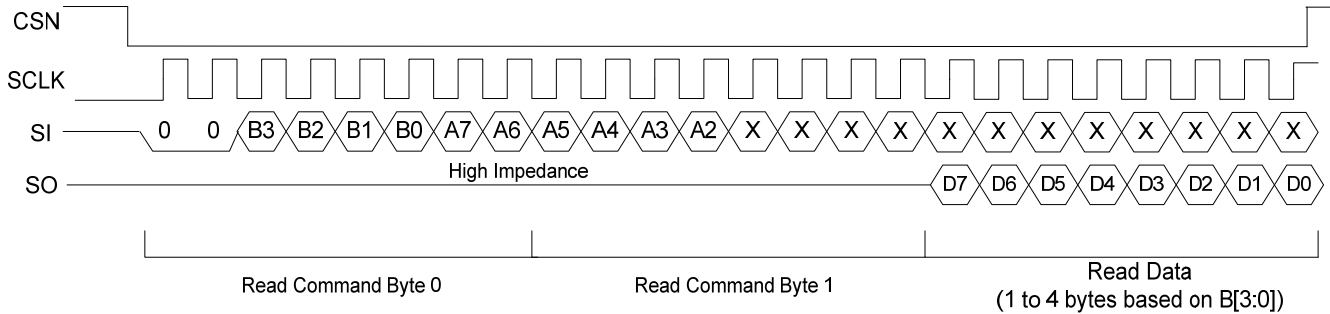 CSN
SCLK
SI 0 0 B3 B2 B1 B0 A7 A6 A5 A4 A3 A2 X X X X X X X X X X X X
High Impedance
SO D7 D6 D5 D4 D3 D2 D1 D0
Read Command Byte 0 Read Command Byte 1 Read Data
(1 to 4 bytes based on B[3:0])